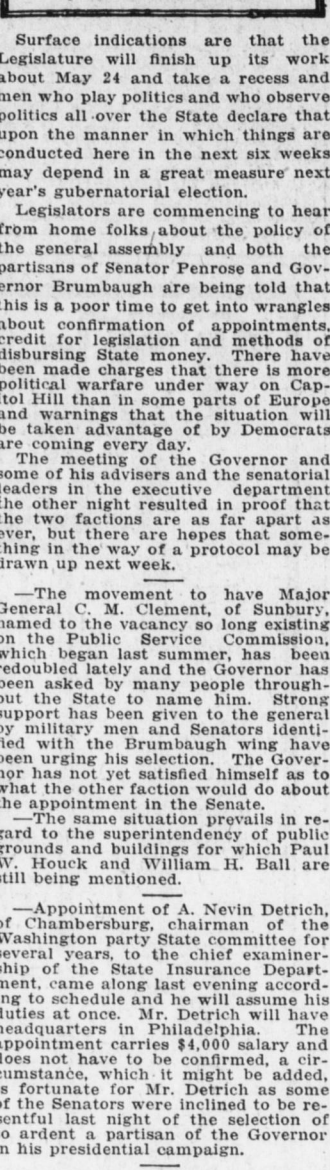 Surface indications are that the
Legislature will finish up its work
about May 24 and take a recess and
men who play politics and who observe
politics all over the State declare that
upon the manner in which things are
conducted here in the next six weeks
may depend in a great measure next
year's gubernatorial election.
Legislators are commencing to hear
from home folks about the policy of
the general assembly and both the
partisans of Senator Penrose and Gov-
ernor Brumbaugh are being told that
this is a poor time to get into wrangles
about confirmation of appointments,
credit for legislation and methods of
disbursing State money. There have
been made charges that there is more
political warfare under way on Cap-
itol Hill than in some parts of Europe
and warnings that the situation will
be taken advantage of by Democrats
are coming every day.
The meeting of the Governor and
some of his advisers and the senatorial
leaders in the executive department
the other night resulted in proof that
the two factions are as far apart as
ever, but there are hopes that some-
thing in the way of a protocol may be
drawn up next week.
—The movement to have Major
General C. M. Clement, of Sunbury,
named to the vacancy so long existing
on the Public Service Commission,
which began last summer, has been
redoubled lately and the Governor has
been asked by many people through-
out the State to name him. Strong
support has been given to the general
by military men and Senators identi-
fied with the Brumbaugh wing have
been urging his selection. The Gover-
nor has not yet satisfied himself as to
what the other faction would do about
the appointment in the Senate.
—The same situation prevails in re-
gard to the superintendency of public
grounds and buildings for which Paul
W. Houck and William H. Ball are
still being mentioned.
—Appointment of A. Nevin Detrich,
of Chambersburg, chairman of the
Washington party State committee for
several years, to the chief examiner-
ship of the State Insurance Depart-
ment, came along last evening accord-
ing to schedule and he will assume his
duties at once. Mr. Detrich will have
headquarters in Philadelphia. The
appointment carries $4,000 salary and
does not have to be confirmed, a cir-
cumstance, which it might be added,
is fortunate for Mr. Detrich as some
of the Senators were inclined to be re-
sentful last night of the selection of
so ardent a partisan of the Governor
in his presidential campaign.